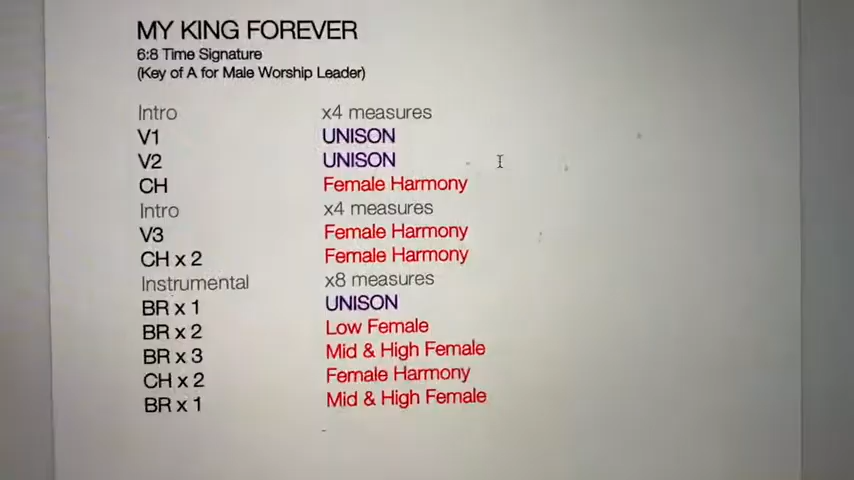 MY KING FOREVER
6:8 Time Signature
(Key of A for Male Worship Leader)
Intro x4 measures
V1 UNISON
V2 UNISON
CH Female Harmony
Intro x4 measures
V3 Female Harmony
CH x 2 Female Harmony
Instrumental x8 measures
BR x 1 UNISON
BR x 2 Low Female
BR x 3 Mid & High Female
CH x 2 Female Harmony
BR x 1 Mid & High Female